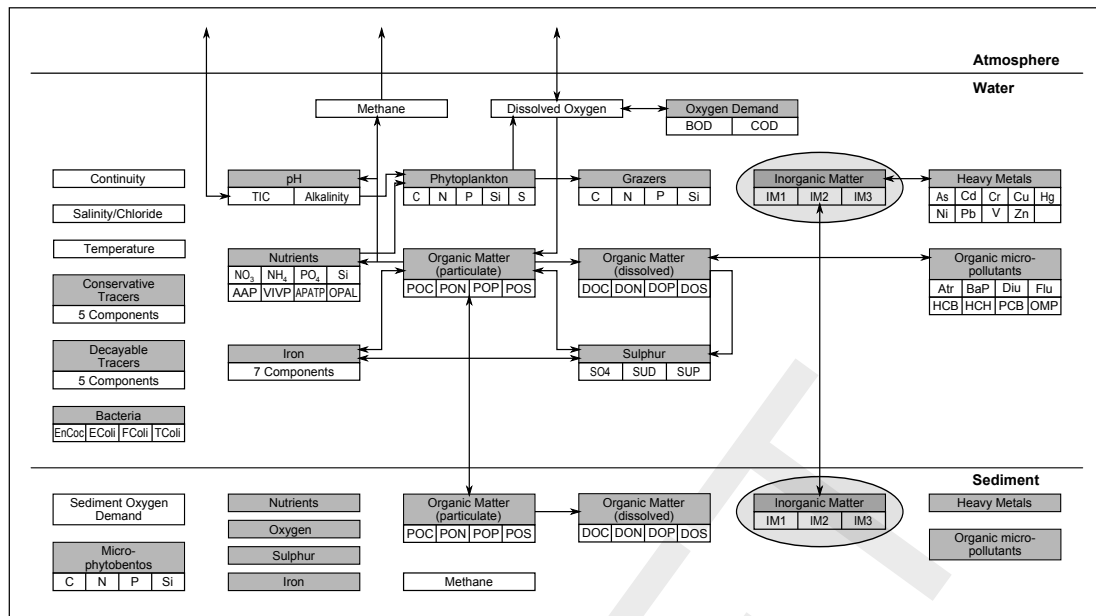 Atmosphere
Water
Methane
Dissolved Oxygen
Oxygen Demand
BOD COD
Continuity
Salinity/Chloride
Temperature
Conservative
Tracers
5 Components
Decayable
Tracers
5 Components
Bacteria
EnCoc EColi FColi TColi
pH
TIC Alkalinity
Phytoplankton
C N P Si S
Grazers
C N P Si
Inorganic Matter
IM1 IM2 IM3
Heavy Metals
As Cd Cr Cu Hg
Ni Pb V Zn
Nutrients
NO3 NH4 PO4 Si
AAP VIVP APATP OPAL
Organic Matter
(particulate)
POC PON POP POS
Organic Matter
(dissolved)
DOC DON DOP DOS
Organic micro-
pollutants
Atr BaP Diu Flu
HCB HCH PCB OMP
Iron
7 Components
Sulphur
SO4 SUD SUP
Sediment
Sediment Oxygen
Demand
Micro-
phytobentos
C N P Si
Nutrients
Oxygen
Sulphur
Iron
Organic Matter
(particulate)
POC PON POP POS
Methane
Organic Matter
(dissolved)
DOC DON DOP DOS
Inorganic Matter
IM1 IM2 IM3
Heavy Metals
Organic micro-
pollutants